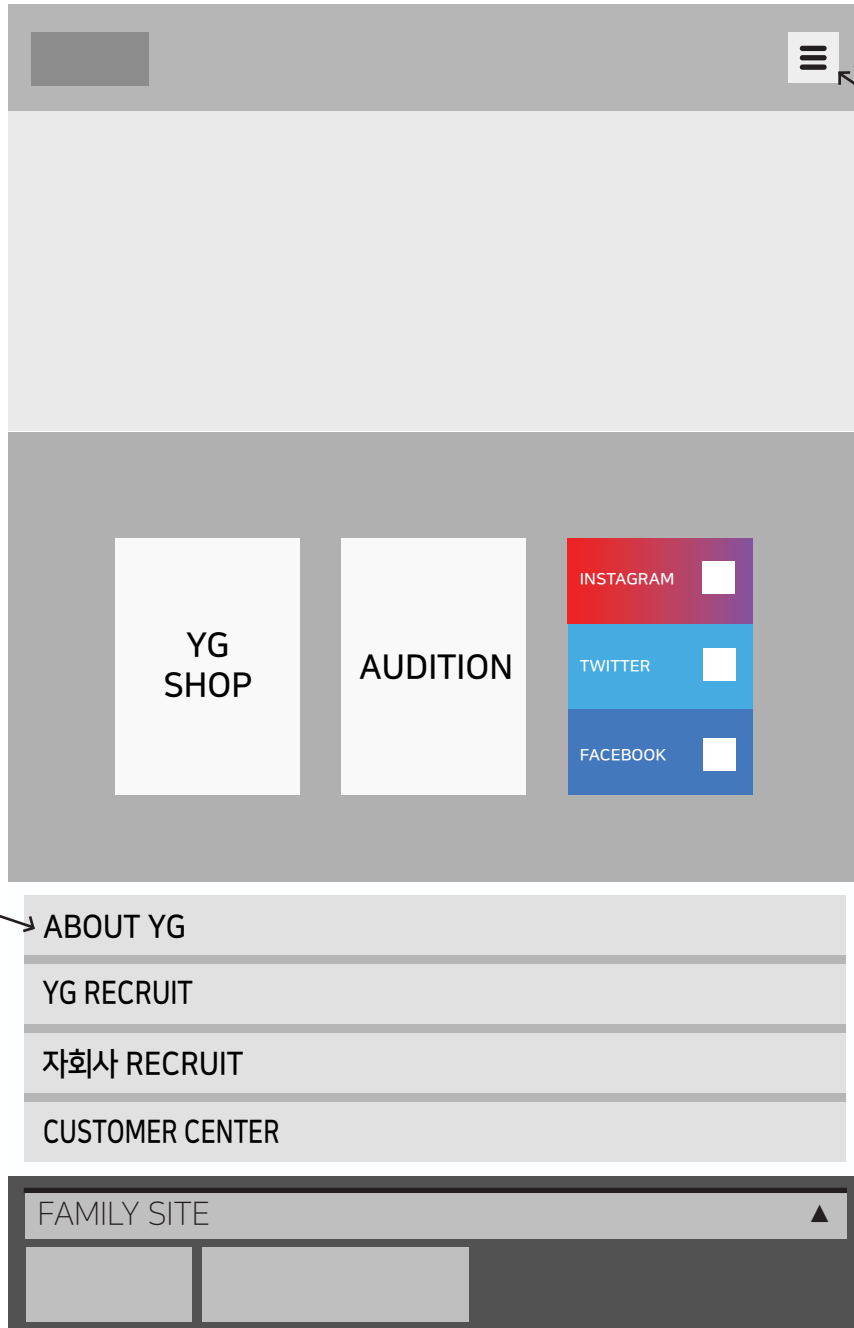 YG
SHOP
AUDITION
INSTAGRAM
TWITTER
FACEBOOK
ABOUT YG
YG RECRUIT
자회사 RECRUIT
CUSTOMER CENTER
FAMILY SITE ▲